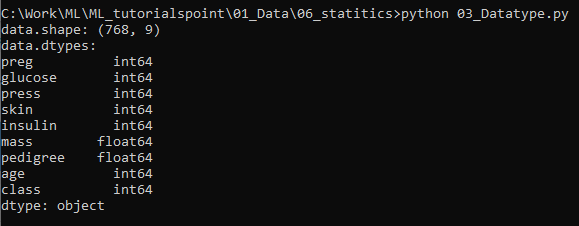 C:\Work\ML\ML_tutorialspoint\01_Data\06_statitics>python 03_Datatype.py
data.shape: (768, 9)
data.dtypes:
preg          int64
glucose       int64
press         int64
skin          int64
insulin       int64
mass        float64
pedigree    float64
age           int64
class         int64
dtype: object